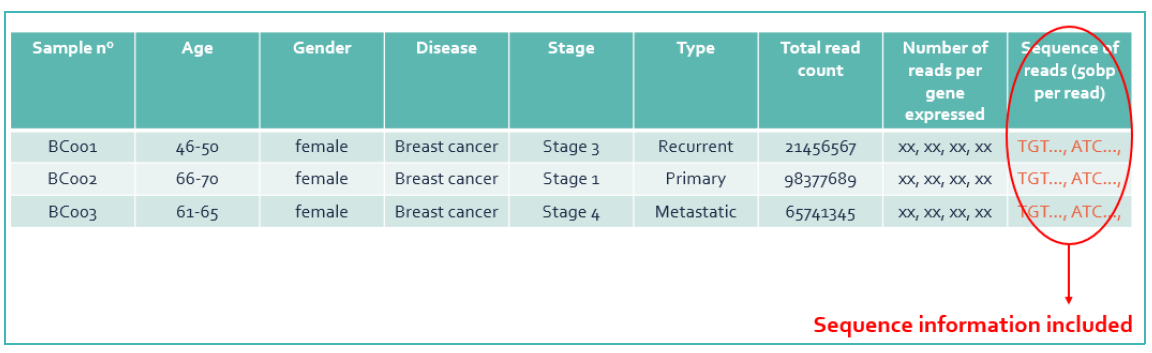 Sample nº Age Gender Disease Stage Type Total read count Number of reads per gene expressed Sequence of reads (50bp per read)
BC001 46-50 female Breast cancer Stage 3 Recurrent 21456567 xx, xx, xx, xx TGT..., ATC...,
BC002 66-70 female Breast cancer Stage 1 Primary 98377689 xx, xx, xx, xx TGT..., ATC...,
BC003 61-65 female Breast cancer Stage 4 Metastatic 65741345 xx, xx, xx, xx TGT..., ATC...,
Sequence information included